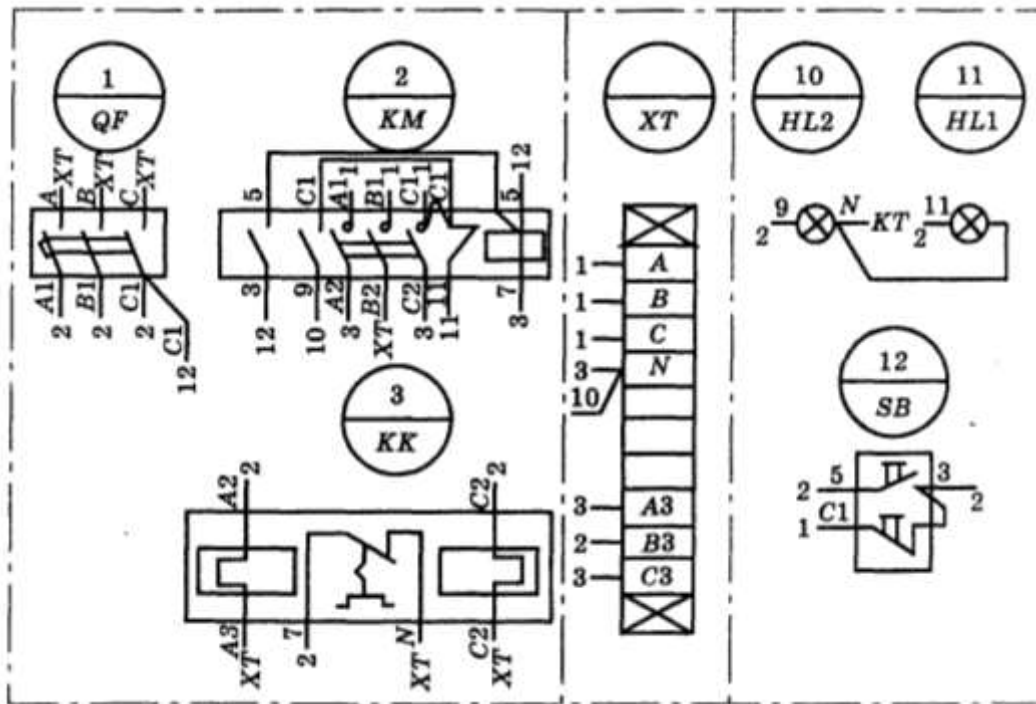 1
QF
2
KM
XT
10
HL2
11
HL1
A XT
B XT
C XT
5
C1
A1 1
B1 1
C1 1
C1
5 12
A1 2
B1 2
C1 2
C1 12
3 12
9 10
A2 3
B2 XT
C2 3
11 11
7 3
1 A
1 B
1 C
3 N
10
3 A3
2 B3
3 C3
9
2
N KT
11
2
3
KK
A2 2
C2 2
A3 XT
7 2
N XT
C2 XT
12
SB
2 5
3 2
1 C1